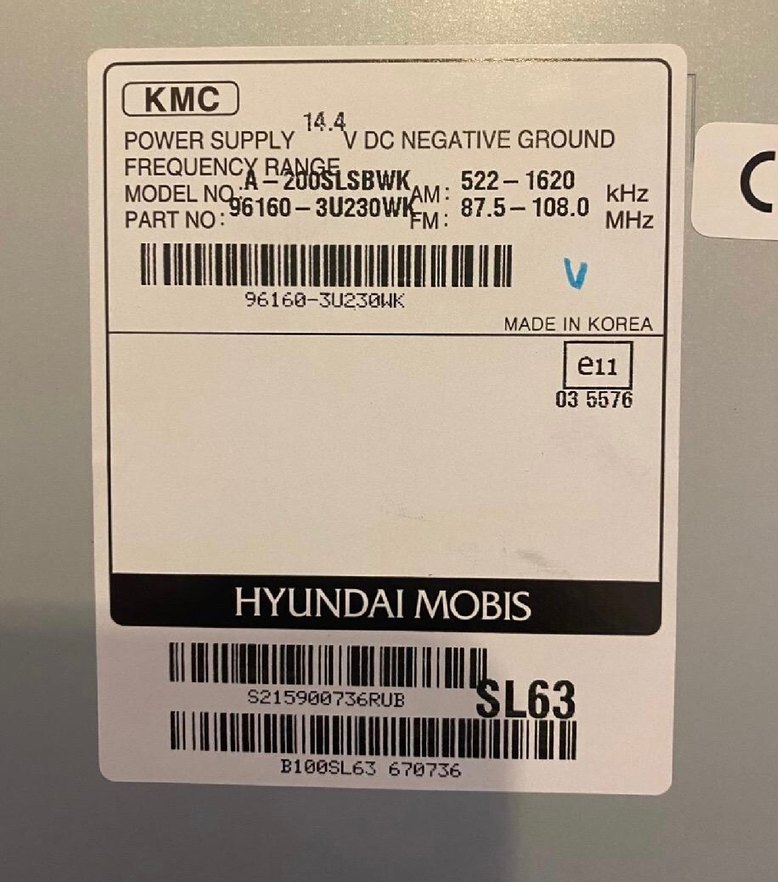 KMC
POWER SUPPLY 14.4 V DC NEGATIVE GROUND
FREQUENCY RANGE
MODEL NO.: A-200SLSBWK AM: 522-1620 kHz
PART NO: 96160-3U230WK FM: 87.5-108.0 MHz
96160-3U230WK
V
MADE IN KOREA
e11
03 5576
HYUNDAI MOBIS
S215900736RUB
SL63
B100SL63 670736